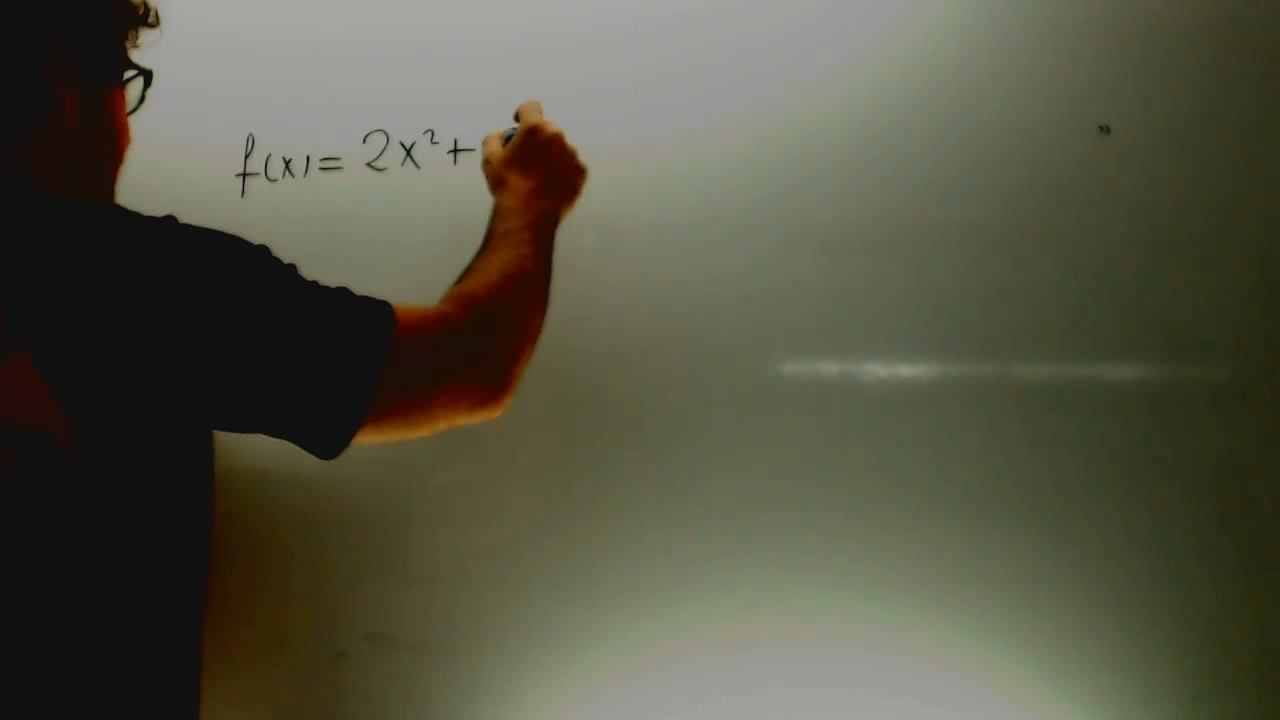 f(x) = 2x²+